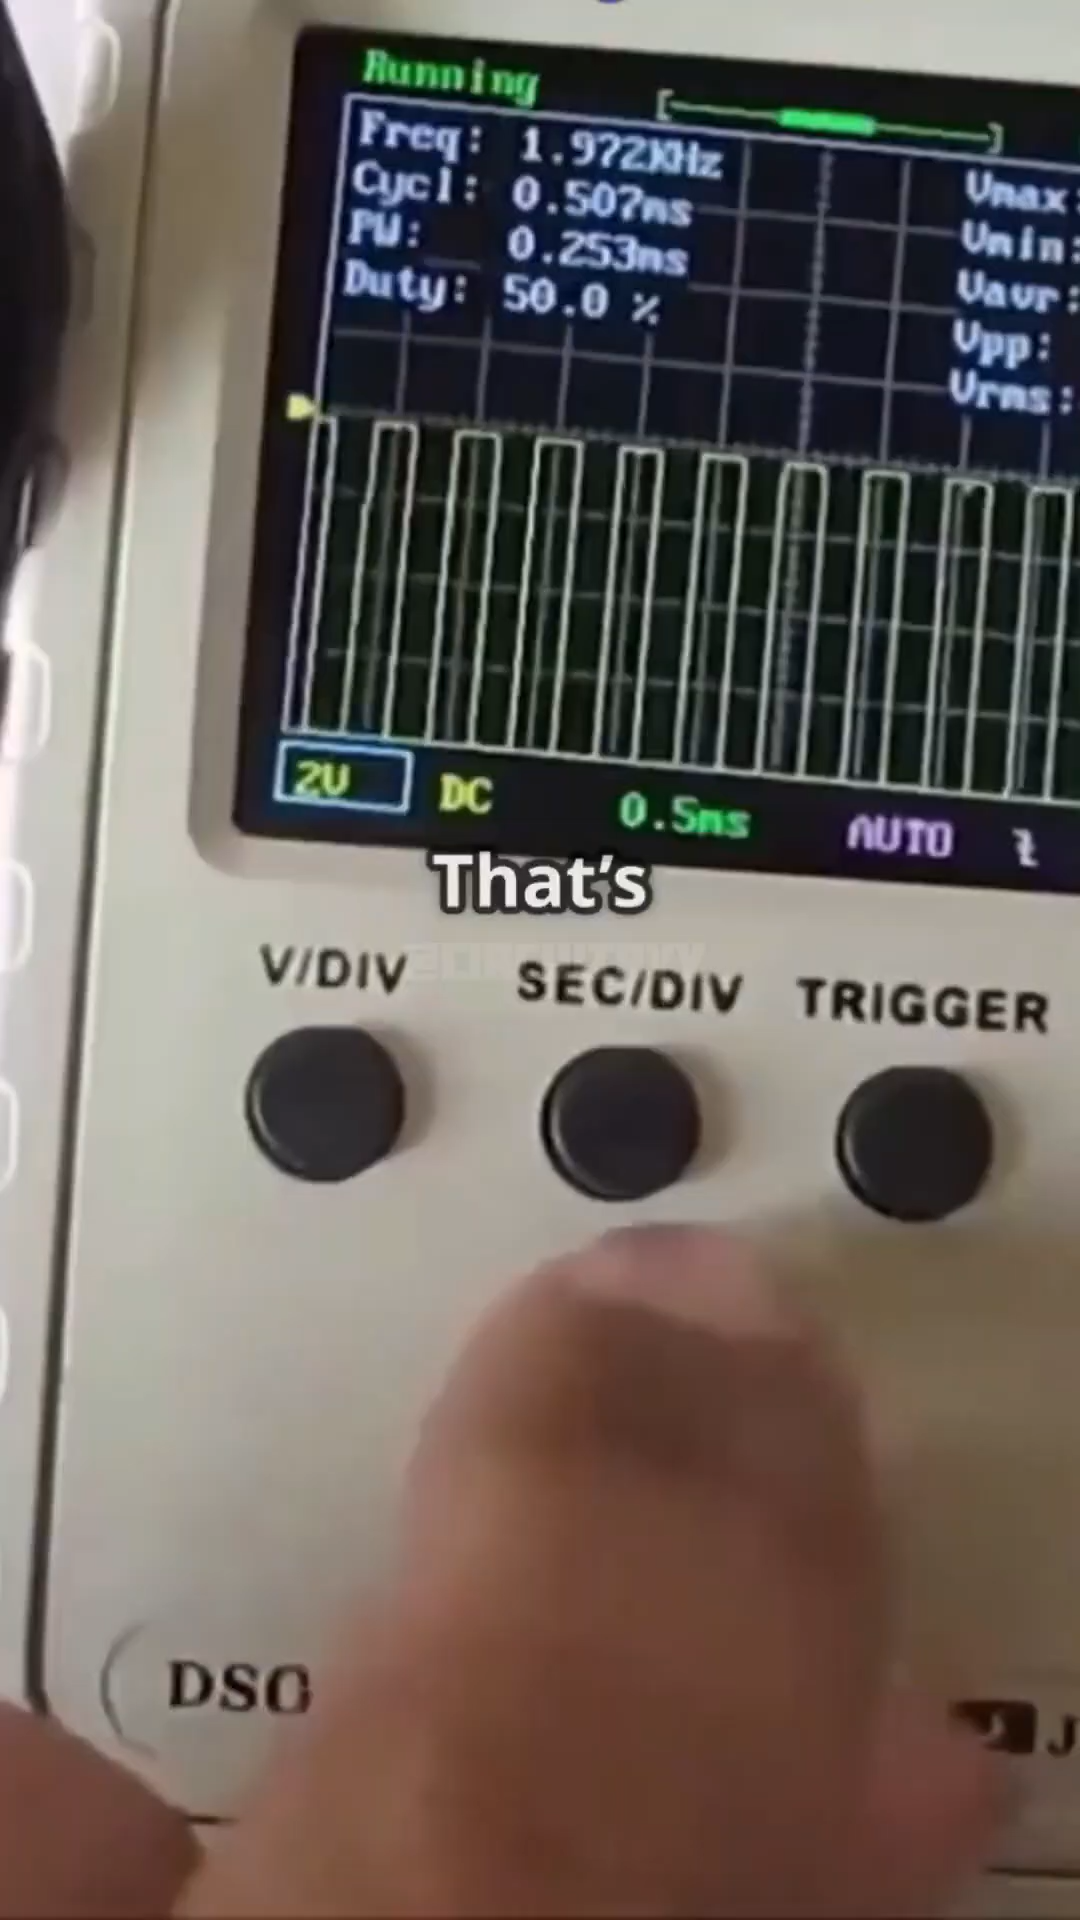 Running
Freq: 1.972KHz
Cycl: 0.507ms
PW: 0.253ms
Duty: 50.0 %
Vmax:
Vmin:
Vavr:
Vpp:
Vrms:
2V DC 0.5ms AUTO
That's
V/DIV SEC/DIV TRIGGER
DSO
J